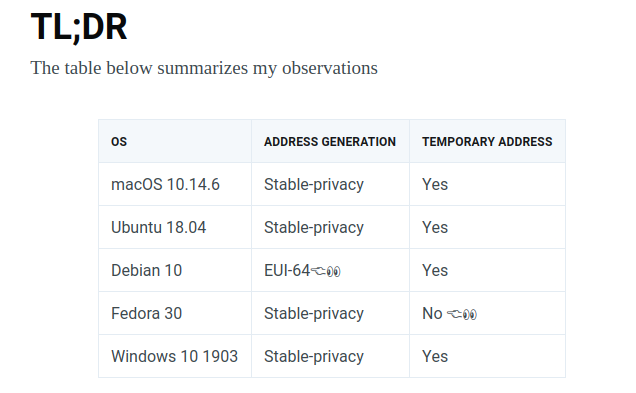 TL;DR
The table below summarizes my observations
OS ADDRESS GENERATION TEMPORARY ADDRESS
macOS 10.14.6 Stable-privacy Yes
Ubuntu 18.04 Stable-privacy Yes
Debian 10 EUI-64👈👀 Yes
Fedora 30 Stable-privacy No 👈👀
Windows 10 1903 Stable-privacy Yes